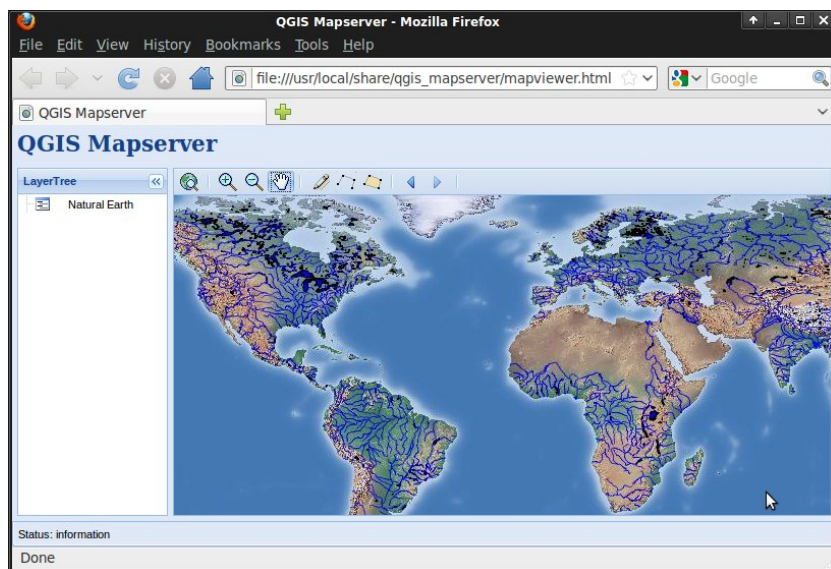 QGIS Mapserver - Mozilla Firefox
File Edit View History Bookmarks Tools Help
file:///usr/local/share/qgis_mapserver/mapviewer.html Google
QGIS Mapserver
QGIS Mapserver
LayerTree
Natural Earth
Status: information
Done